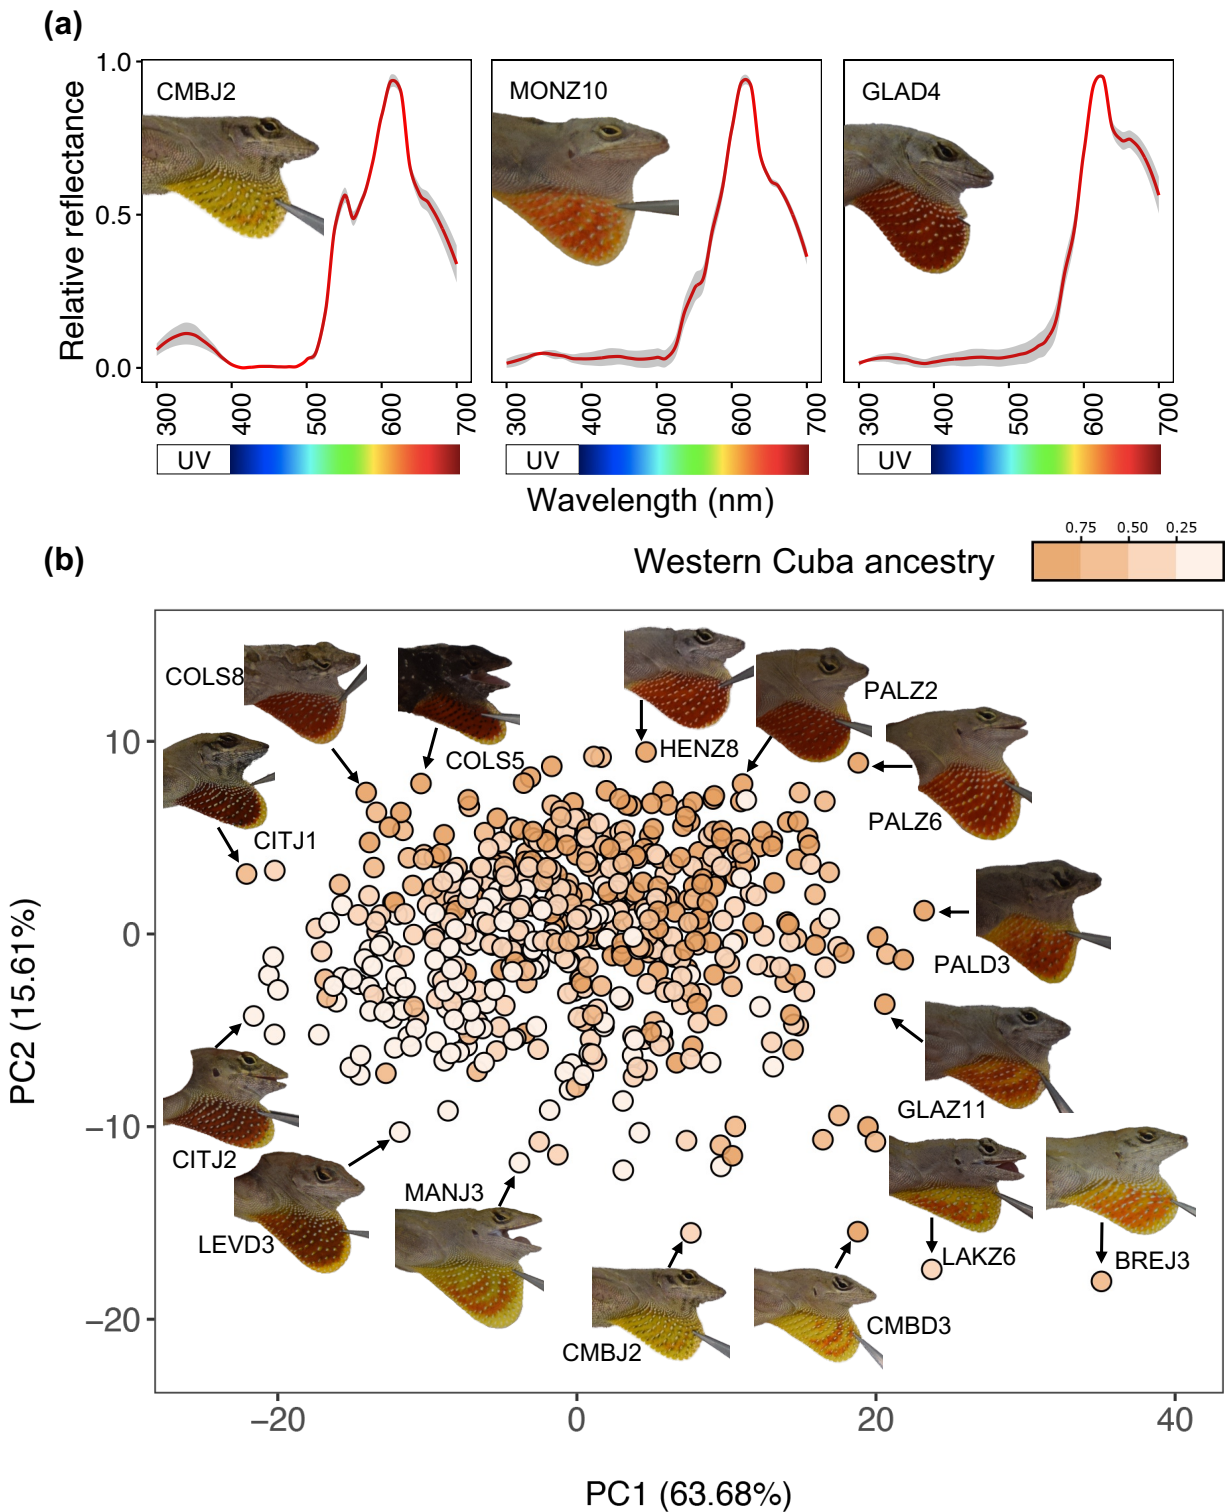 (a)
CMBJ2
MONZ10
GLAD4
Relative reflectance
1.0
0.5
0.0
300
400
500
600
700
300
400
500
600
700
300
400
500
600
700
UV
UV
UV
Wavelength (nm)
(b)
Western Cuba ancestry
0.75 0.50 0.25
COLS8
COLS5
HENZ8
PALZ2
PALZ6
CITJ1
PALD3
GLAZ11
CITJ2
LEVD3
MANJ3
CMBJ2
CMBD3
LAKZ6
BREJ3
PC2 (15.61%)
10
0
−10
−20
−20
0
20
40
PC1 (63.68%)